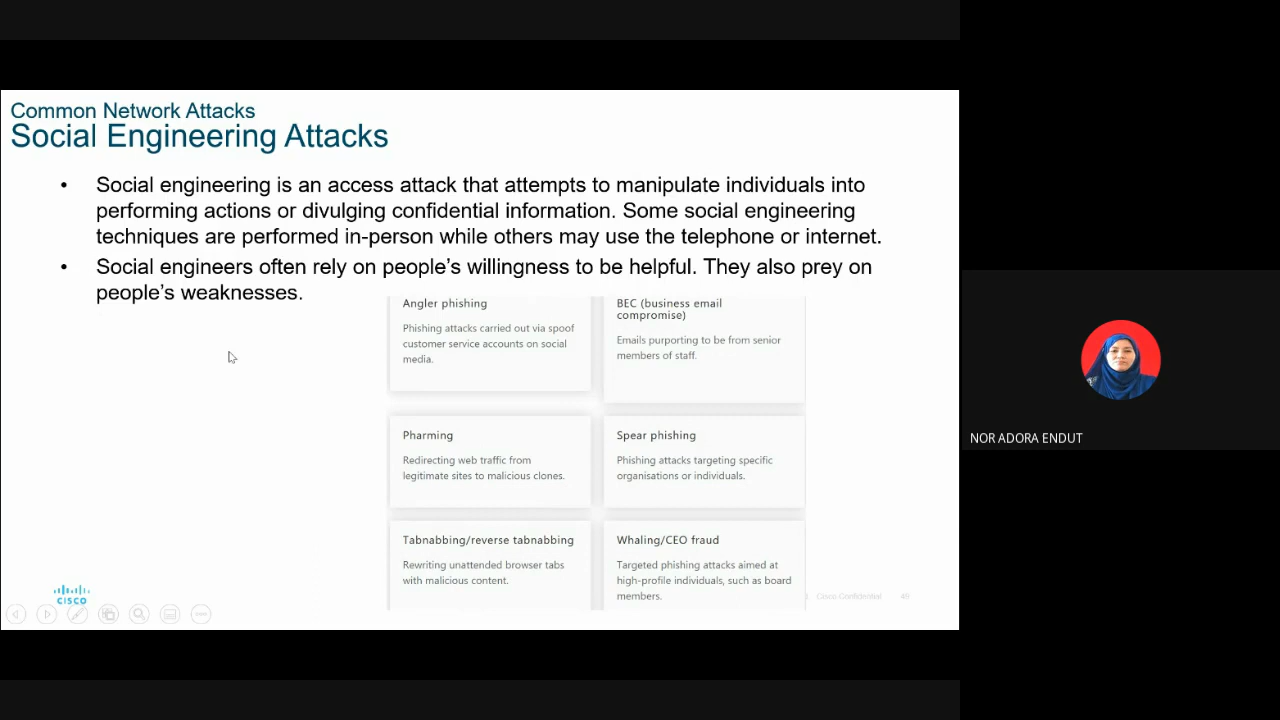 Common Network Attacks
Social Engineering Attacks
• Social engineering is an access attack that attempts to manipulate individuals into
performing actions or divulging confidential information. Some social engineering
techniques are performed in-person while others may use the telephone or internet.
• Social engineers often rely on people's willingness to be helpful. They also prey on
people's weaknesses.
Angler phishing
Phishing attacks carried out via spoof
customer service accounts on social
media.
BEC (business email
compromise)
Emails purporting to be from senior
members of staff.
Pharming
Redirecting web traffic from
legitimate sites to malicious clones.
Spear phishing
Phishing attacks targeting specific
organisations or individuals.
Tabnabbing/reverse tabnabbing
Rewriting unattended browser tabs
with malicious content.
Whaling/CEO fraud
Targeted phishing attacks aimed at
high-profile individuals, such as board
members.
CISCO
Cisco Confidential
NOR ADORA ENDUT